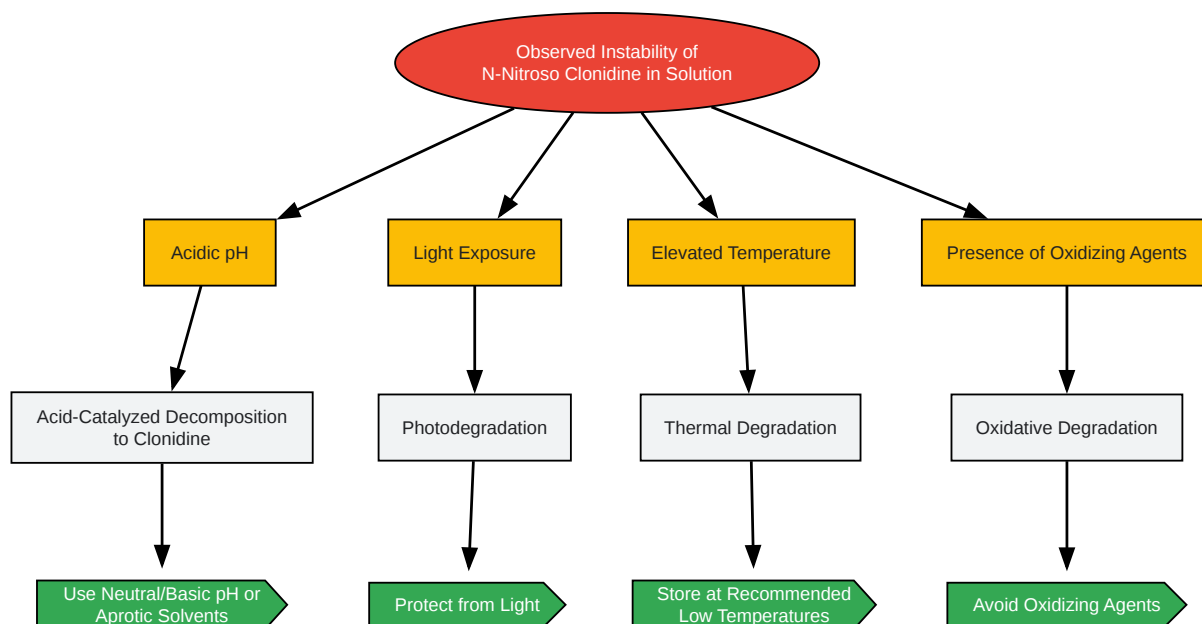 Observed Instability of
N-Nitroso Clonidine in Solution
Acidic pH
Light Exposure
Elevated Temperature
Presence of Oxidizing Agents
Acid-Catalyzed Decomposition
to Clonidine
Photodegradation
Thermal Degradation
Oxidative Degradation
Use Neutral/Basic pH or
Aprotic Solvents
Protect from Light
Store at Recommended
Low Temperatures
Avoid Oxidizing Agents